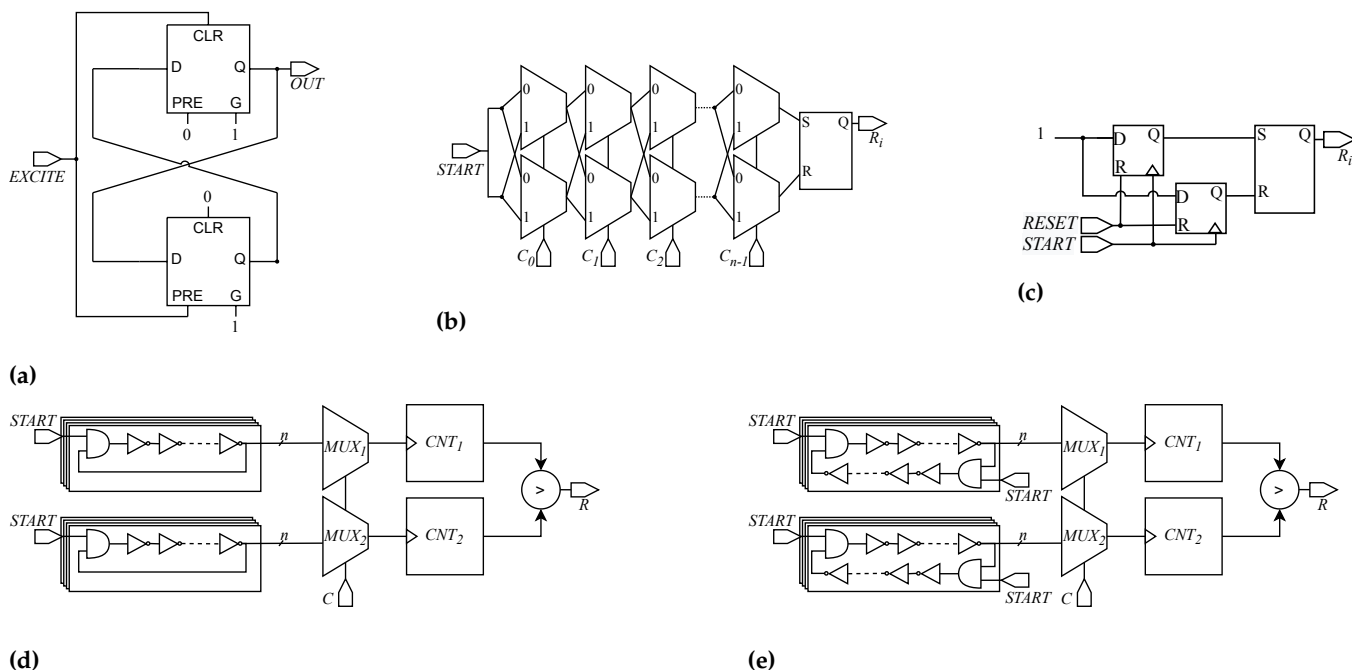 CLR
D
Q
OUT
PRE
G
0
1
EXCITE
0
CLR
D
Q
PRE
G
1
(a)
0
0
0
0
1
1
1
1
START
0
0
0
0
1
1
1
1
S
Q
R
R_i
C_0
C_1
C_2
C_{n-1}
(b)
1
D
Q
R
D
Q
R
S
Q
R
R_i
RESET
START
(c)
START
n
MUX_1
CNT_1
START
n
MUX_2
CNT_2
>
R
C
(d)
START
START
n
MUX_1
CNT_1
START
START
n
MUX_2
CNT_2
>
R
C
(e)